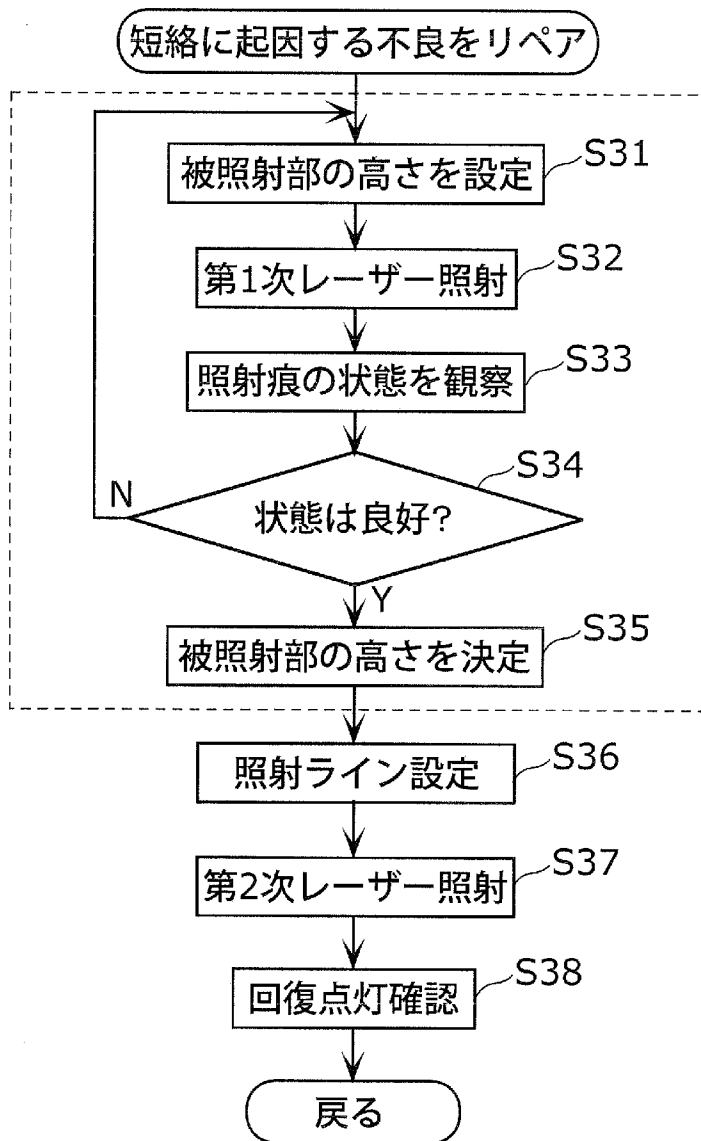 短絡に起因する不良をリペア
被照射部の高さを設定
S31
第1次レーザー照射
S32
照射痕の状態を観察
S33
状態は良好?
S34
N
Y
被照射部の高さを決定
S35
照射ライン設定
S36
第2次レーザー照射
S37
回復点灯確認
S38
戻る